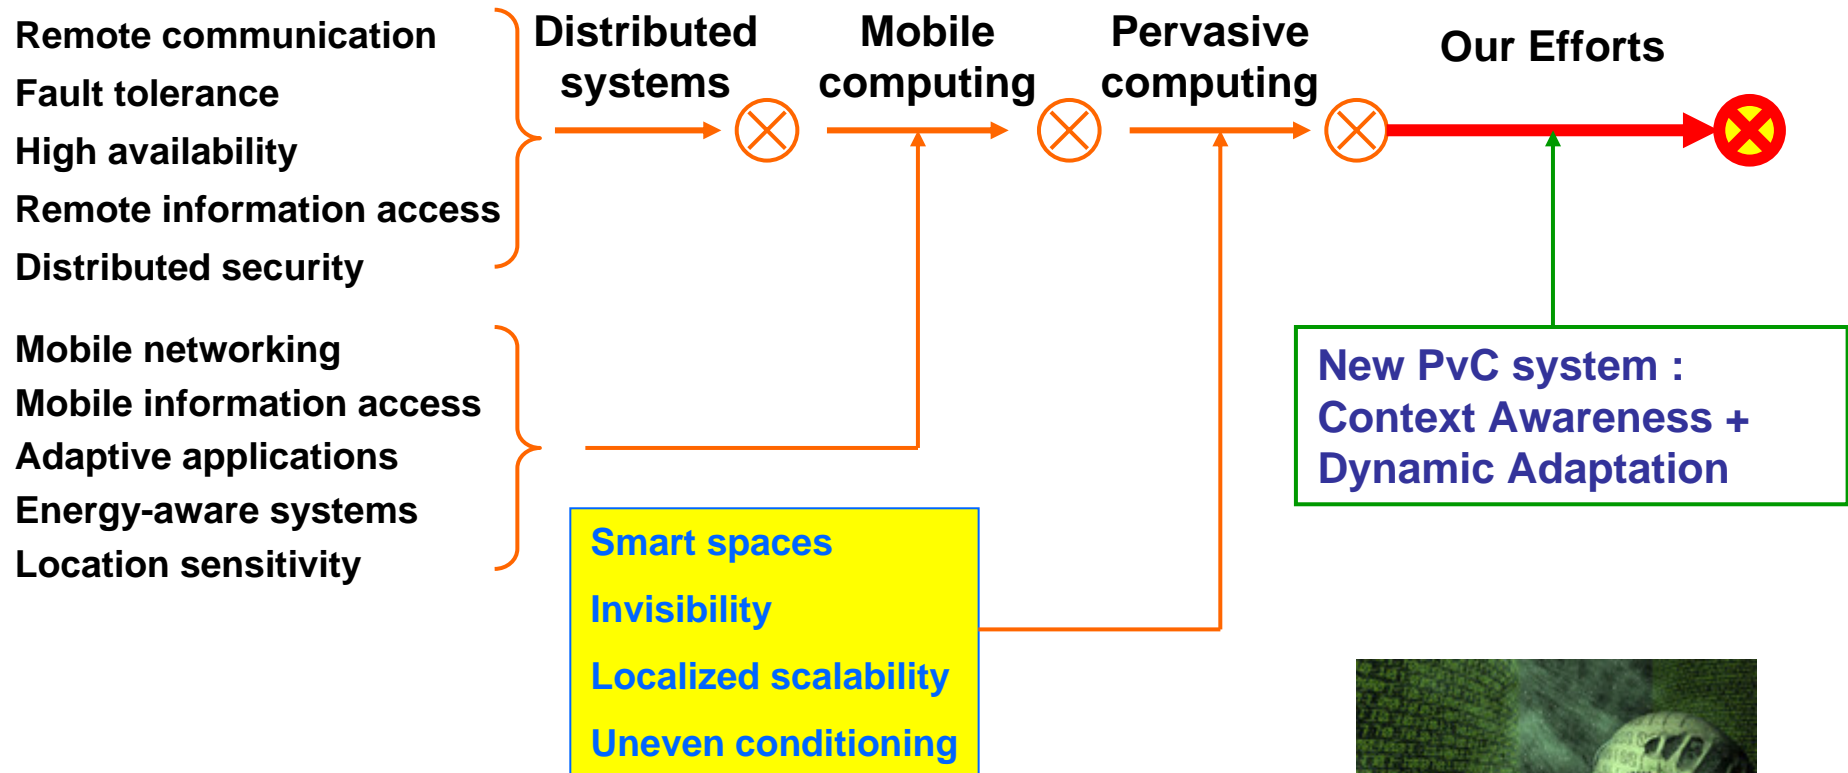 Remote communication
Fault tolerance
High availability
Remote information access
Distributed security
Distributed
systems
Mobile
computing
Pervasive
computing
Our Efforts
Mobile networking
Mobile information access
Adaptive applications
Energy-aware systems
Location sensitivity
Smart spaces
Invisibility
Localized scalability
Uneven conditioning
New PvC system :
Context Awareness +
Dynamic Adaptation